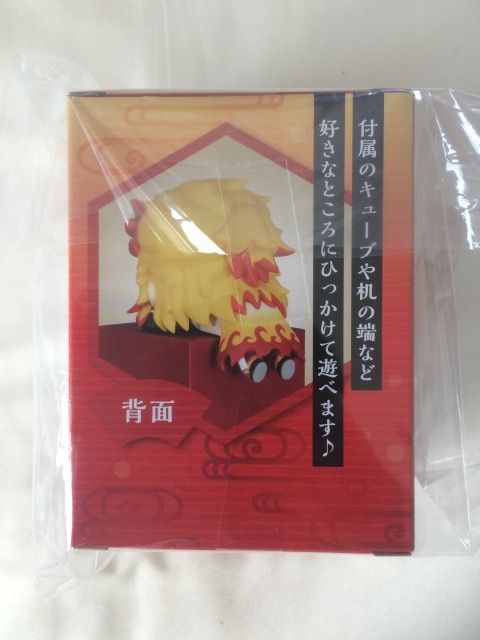 付属のキューブや机の端など
好きなところにひっかけて遊べます♪
背面